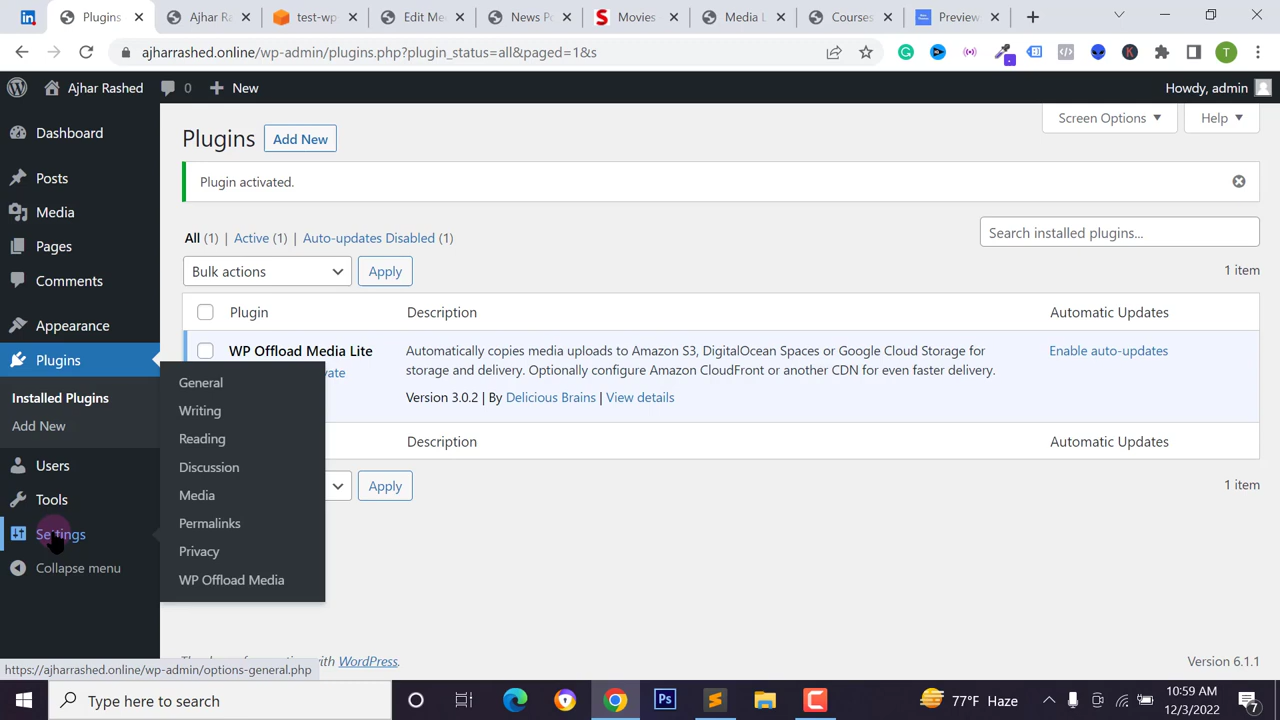 Plugins
Ajhar
test-wp
Edit Me
News Po
Movies
Media L
Courses
Preview
ajharrashed.online/wp-admin/plugins.php?plugin_status=all&paged=1&s
Ajhar Rashed
0
New
Howdy, admin
Dashboard
Posts
Media
Pages
Comments
Appearance
Plugins
Installed Plugins
Add New
Users
Tools
Settings
Collapse menu
General
Writing
Reading
Discussion
Media
Permalinks
Privacy
WP Offload Media
Screen Options
Help
Plugins
Add New
Plugin activated.
All (1) | Active (1) | Auto-updates Disabled (1)
Search installed plugins...
Bulk actions
Apply
1 item
Plugin
Description
Automatic Updates
WP Offload Media Lite
Automatically copies media uploads to Amazon S3, DigitalOcean Spaces or Google Cloud Storage for
storage and delivery. Optionally configure Amazon CloudFront or another CDN for even faster delivery.
Version 3.0.2 | By Delicious Brains | View details
Enable auto-updates
Description
Automatic Updates
Apply
1 item
WordPress.
Version 6.1.1
https://ajharrashed.online/wp-admin/options-general.php
Type here to search
77°F Haze
10:59 AM
12/3/2022
7